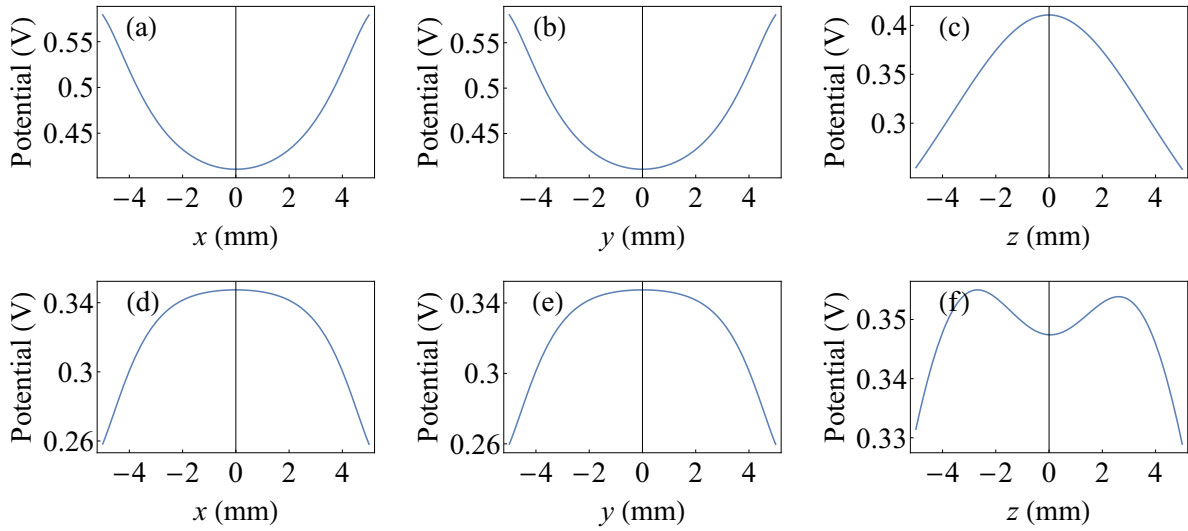 (a)
Potential (V)
0.55
0.5
0.45
−4 −2 0 2 4
x (mm)
(b)
Potential (V)
0.55
0.5
0.45
−4 −2 0 2 4
y (mm)
(c)
Potential (V)
0.4
0.35
0.3
−4 −2 0 2 4
z (mm)
(d)
Potential (V)
0.34
0.3
0.26
−4 −2 0 2 4
x (mm)
(e)
Potential (V)
0.34
0.3
0.26
−4 −2 0 2 4
y (mm)
(f)
Potential (V)
0.35
0.34
0.33
−4 −2 0 2 4
z (mm)